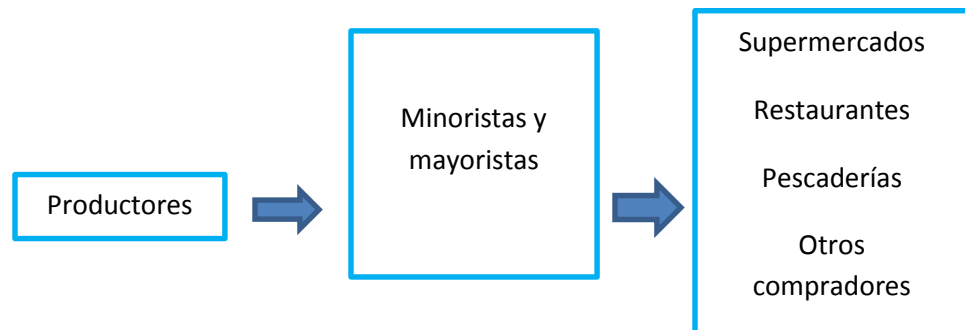 Productores
Minoristas y
mayoristas
Supermercados
Restaurantes
Pescaderías
Otros
compradores